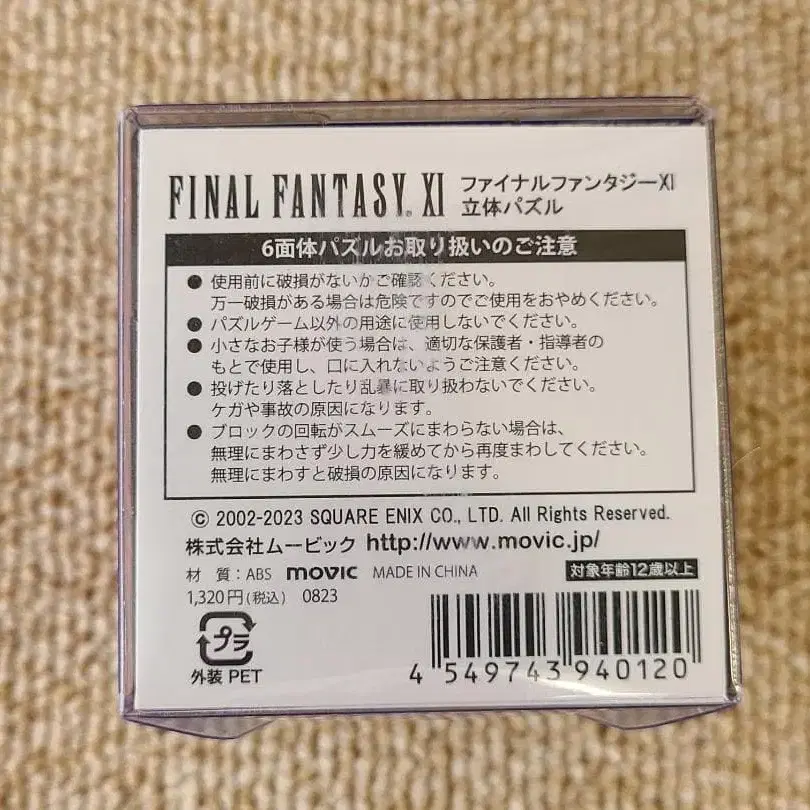 FINAL FANTASY® XI ファイナルファンタジーXI
立体パズル
6面体パズルお取り扱いのご注意
● 使用前に破損がないかご確認ください。
万一破損がある場合は危険ですのでご使用をおやめください。
● パズルゲーム以外の用途に使用しないでください。
● 小さなお子様が使う場合は、適切な保護者・指導者の
もとで使用し、口に入れないようご注意ください。
● 投げたり落としたり乱暴に取り扱わないでください。
ケガや事故の原因になります。
● ブロックの回転がスムーズにまわらない場合は、
無理にまわさず少し力を緩めてから再度まわしてください。
無理にまわすと破損の原因になります。
© 2002-2023 SQUARE ENIX CO., LTD. All Rights Reserved.
株式会社ムービック http://www.movic.jp/
材 質：ABS movic MADE IN CHINA 対象年齢12歳以上
1,320円(税込) 0823
プラ
外装 PET
4 549743 940120